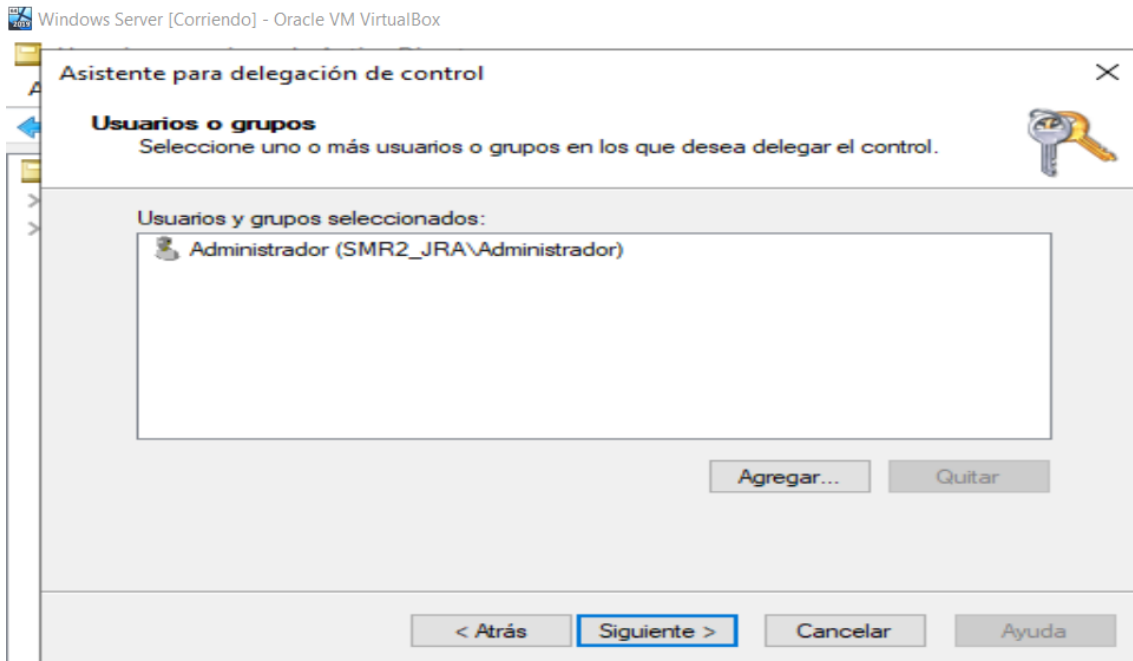 Windows Server [Corriendo] - Oracle VM VirtualBox
Asistente para delegación de control
A
Usuarios o grupos
Seleccione uno o más usuarios o grupos en los que desea delegar el control.
Usuarios y grupos seleccionados:
Administrador (SMR2_JRA\Administrador)
Agregar... Quitar
< Atrás Siguiente > Cancelar Ayuda